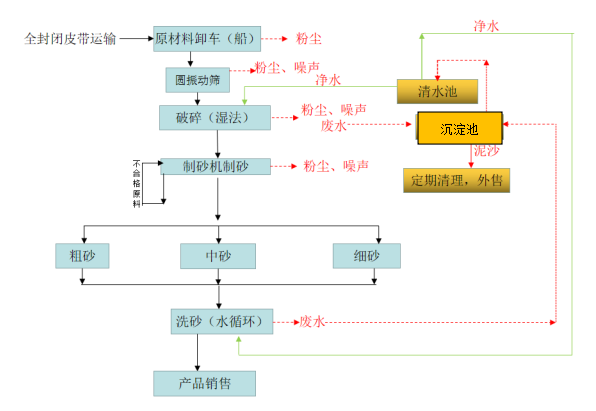 净水
全封闭皮带运输
原材料卸车（船）
粉尘
圆振动筛
粉尘、噪声
净水
清水池
破碎（湿法）
粉尘、噪声
废水
沉淀池
泥沙
不合格原料
制砂机制砂
粉尘、噪声
定期清理，外售
粗砂
中砂
细砂
洗砂（水循环）
废水
产品销售